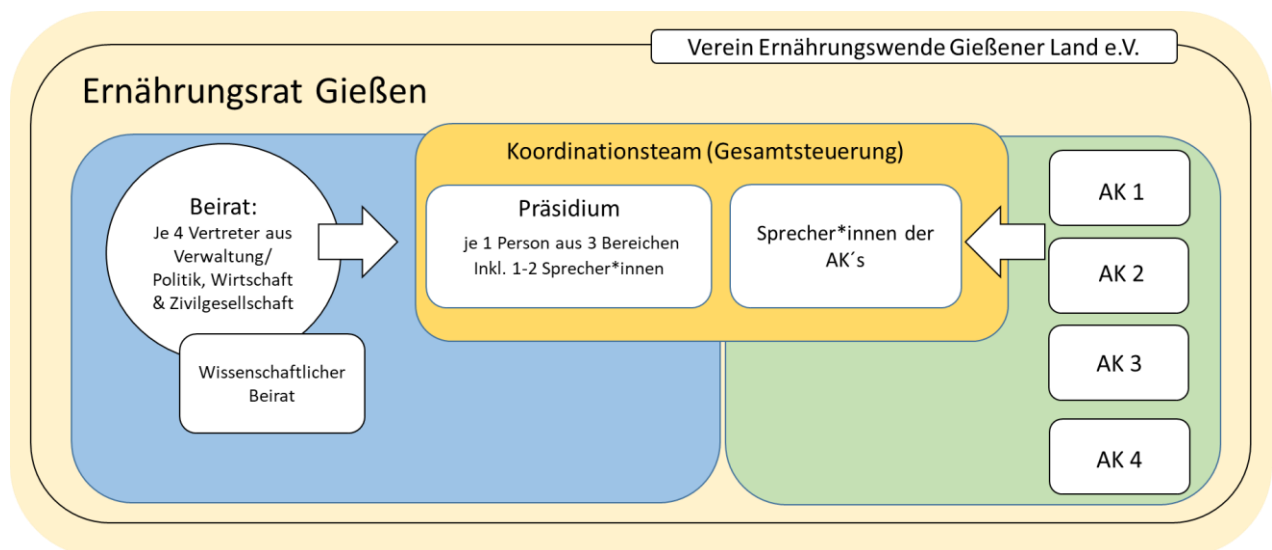 Verein Ernährungswende Gießener Land e.V.
Ernährungsrat Gießen
Koordinationsteam (Gesamtsteuerung)
Beirat:
Je 4 Vertreter aus
Verwaltung/
Politik, Wirtschaft
& Zivilgesellschaft
Wissenschaftlicher
Beirat
Präsidium
je 1 Person aus 3 Bereichen
Inkl. 1-2 Sprecher*innen
Sprecher*innen der
AK´s
AK 1
AK 2
AK 3
AK 4